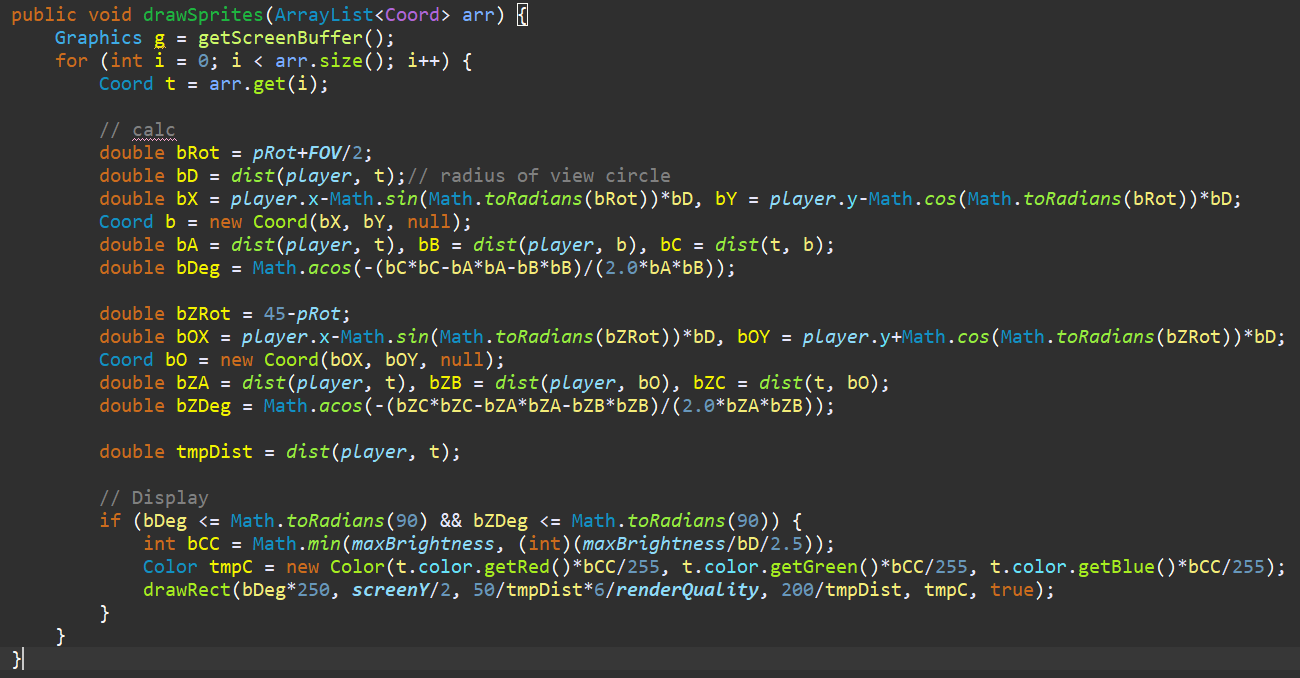 public void drawSprites(ArrayList<Coord> arr) {
    Graphics g = getScreenBuffer();
    for (int i = 0; i < arr.size(); i++) {
        Coord t = arr.get(i);

        // calc
        double bRot = pRot+FOV/2;
        double bD = dist(player, t);// radius of view circle
        double bX = player.x-Math.sin(Math.toRadians(bRot))*bD, bY = player.y-Math.cos(Math.toRadians(bRot))*bD;
        Coord b = new Coord(bX, bY, null);
        double bA = dist(player, t), bB = dist(player, b), bC = dist(t, b);
        double bDeg = Math.acos(-(bC*bC-bA*bA-bB*bB)/(2.0*bA*bB));

        double bZRot = 45-pRot;
        double bOX = player.x-Math.sin(Math.toRadians(bZRot))*bD, bOY = player.y+Math.cos(Math.toRadians(bZRot))*bD;
        Coord bO = new Coord(bOX, bOY, null);
        double bZA = dist(player, t), bZB = dist(player, bO), bZC = dist(t, bO);
        double bZDeg = Math.acos(-(bZC*bZC-bZA*bZA-bZB*bZB)/(2.0*bZA*bZB));

        double tmpDist = dist(player, t);

        // Display
        if (bDeg <= Math.toRadians(90) && bZDeg <= Math.toRadians(90)) {
            int bCC = Math.min(maxBrightness, (int)(maxBrightness/bD/2.5));
            Color tmpC = new Color(t.color.getRed()*bCC/255, t.color.getGreen()*bCC/255, t.color.getBlue()*bCC/255);
            drawRect(bDeg*250, screenY/2, 50/tmpDist*6/renderQuality, 200/tmpDist, tmpC, true);
        }
    }
}